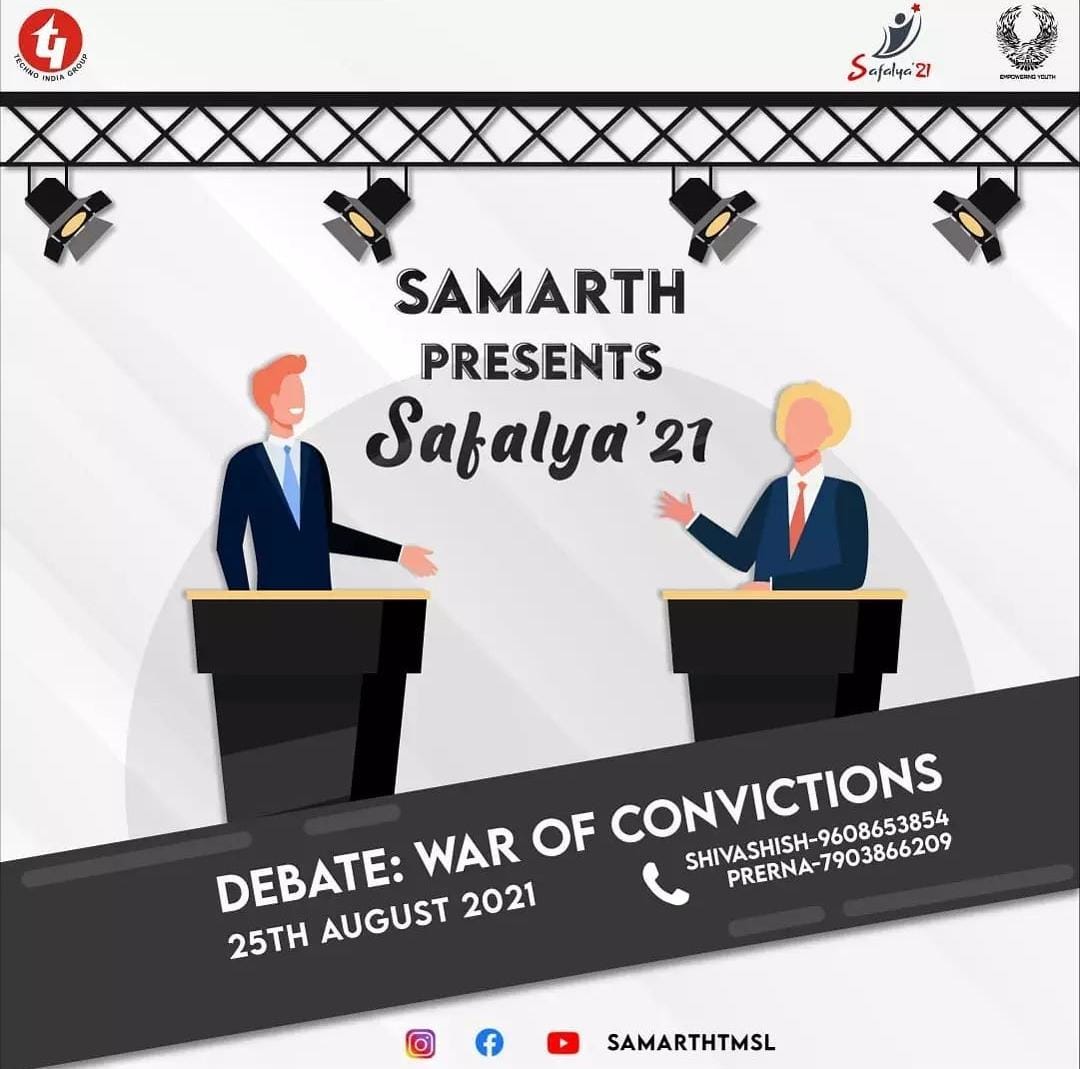 TECHNO INDIA GROUP
Safalya'21
EMPOWERING YOUTH
SAMARTH
PRESENTS
Safalya'21
DEBATE: WAR OF CONVICTIONS
25TH AUGUST 2021
SHIVASHISH-9608653854
PRERNA-7903866209
SAMARTHTMSL